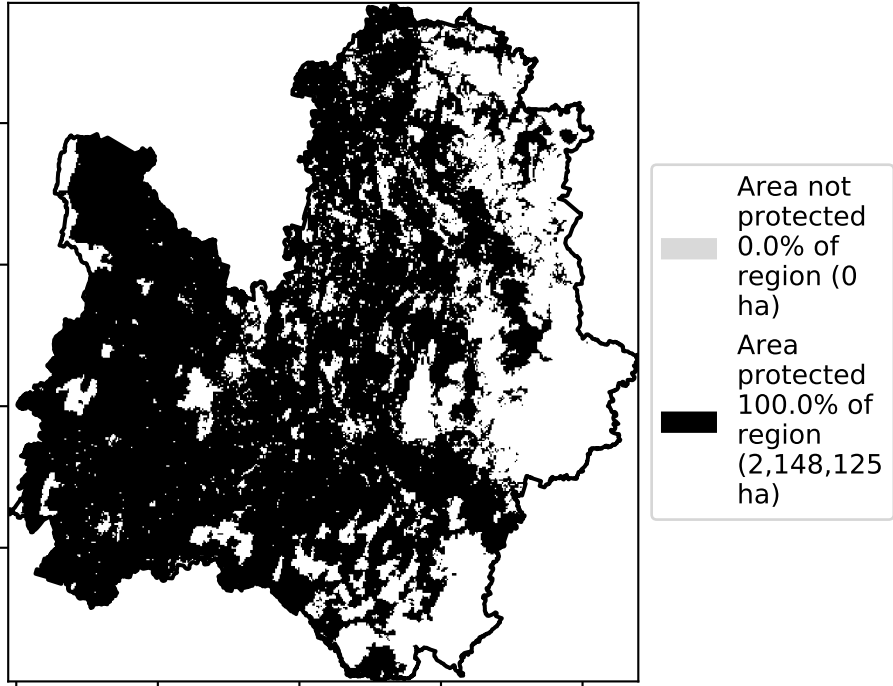 Area not
protected
0.0% of
region (0
ha)
Area
protected
100.0% of
region
(2,148,125
ha)